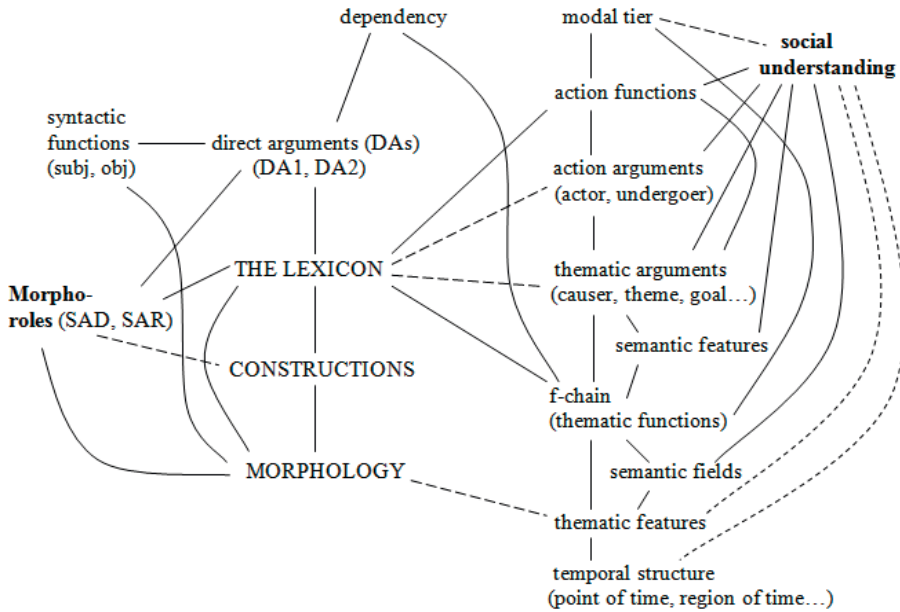 dependency
modal tier
social
understanding
action functions
syntactic
functions
(subj, obj)
direct arguments (DAs)
(DA1, DA2)
action arguments
(actor, undergoer)
THE LEXICON
thematic arguments
(causer, theme, goal…)
Morpho-
roles (SAD, SAR)
semantic features
CONSTRUCTIONS
f-chain
(thematic functions)
MORPHOLOGY
semantic fields
thematic features
temporal structure
(point of time, region of time…)